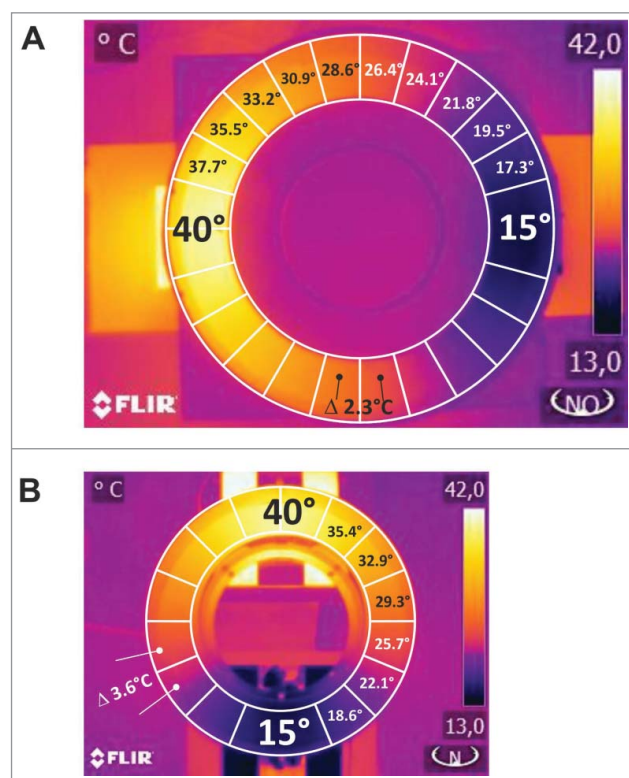 A
° C
42,0
28.6°
26.4°
30.9°
24.1°
33.2°
21.8°
35.5°
19.5°
37.7°
17.3°
40°
15°
Δ 2.3°C
13,0
FLIR
NO
B
° C
42,0
40°
35.4°
32.9°
29.3°
25.7°
22.1°
Δ 3.6°C
18.6°
15°
13,0
FLIR
N